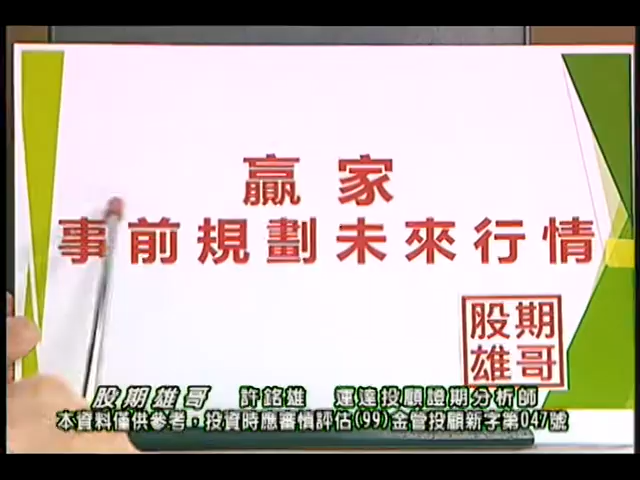 贏家
事前規劃未來行情
股期
雄哥
股期雄哥 許銘雄 運達投顧證期分析師
本資料僅供參考，投資時應審慎評估(99)金管投顧新字第047號